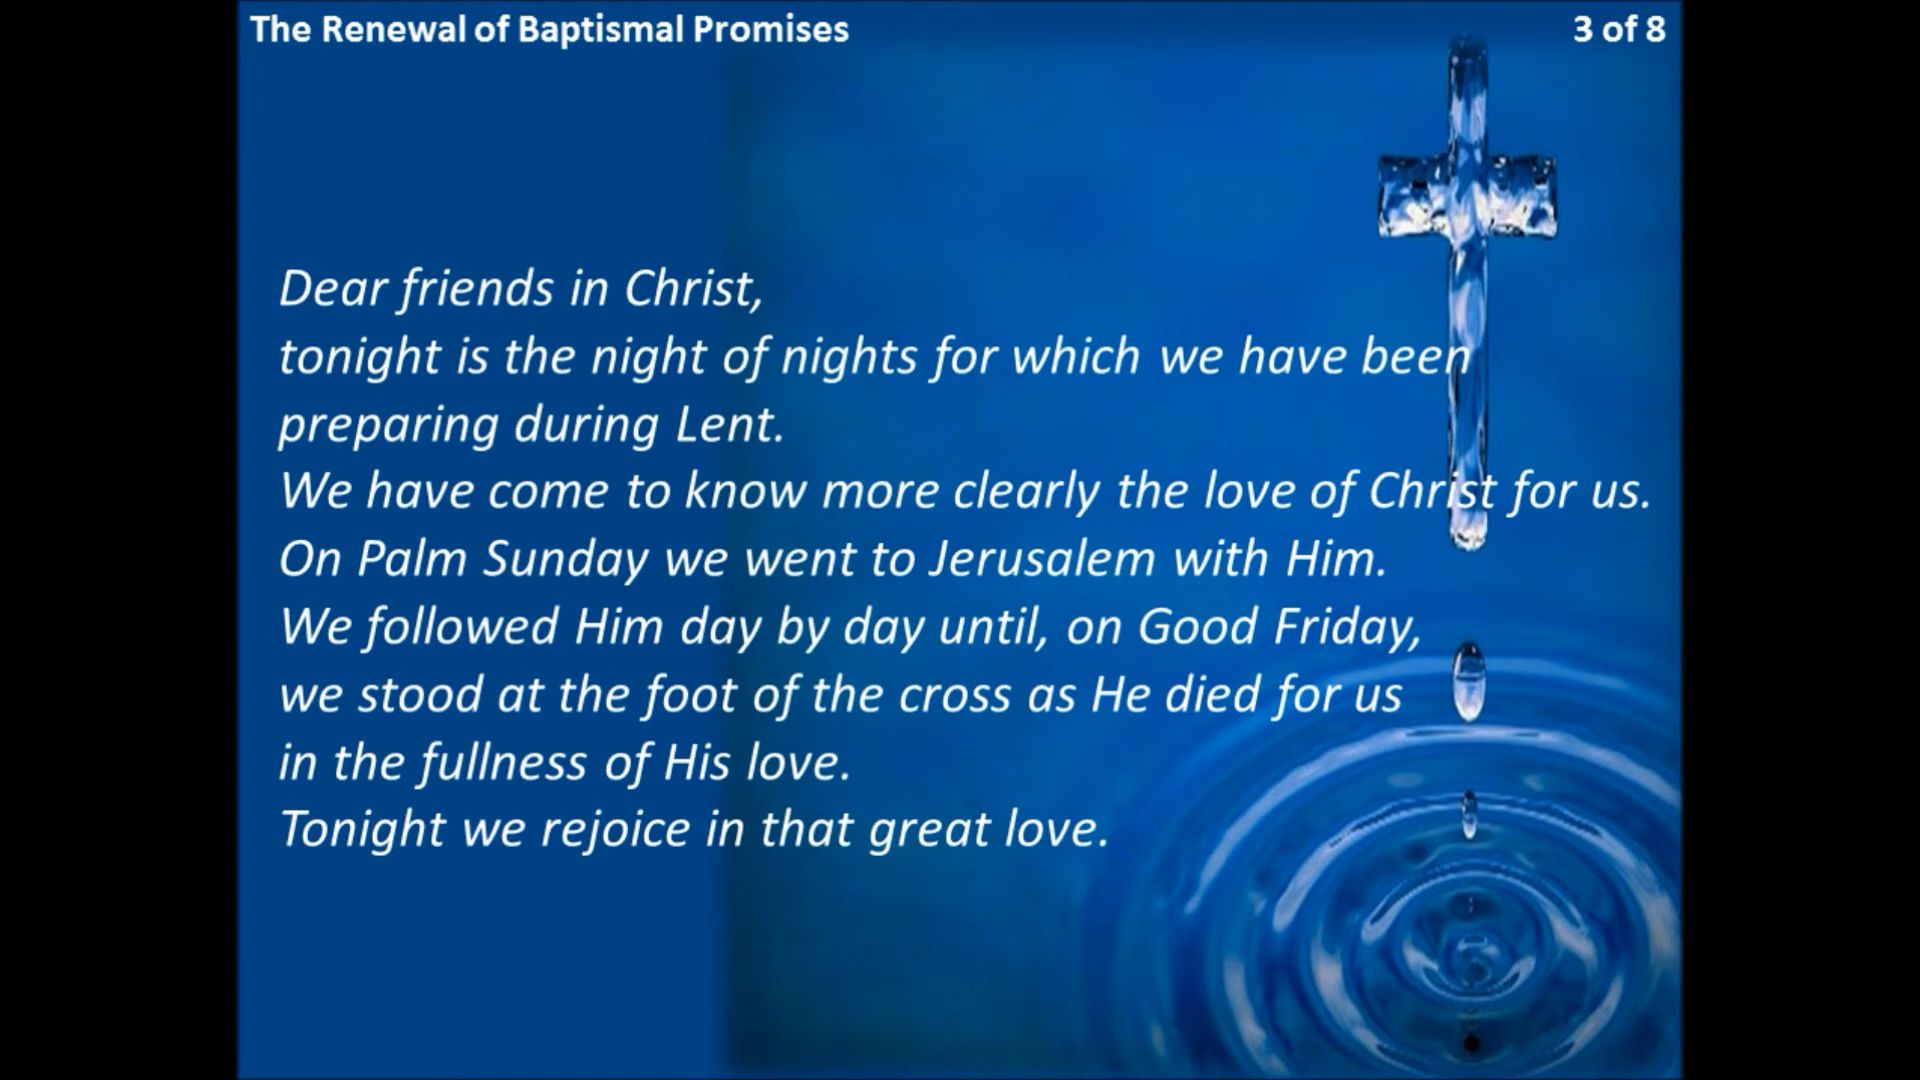 The Renewal of Baptismal Promises
3 of 8
Dear friends in Christ,
tonight is the night of nights for which we have been
preparing during Lent.
We have come to know more clearly the love of Christ for us.
On Palm Sunday we went to Jerusalem with Him.
We followed Him day by day until, on Good Friday,
we stood at the foot of the cross as He died for us
in the fullness of His love.
Tonight we rejoice in that great love.